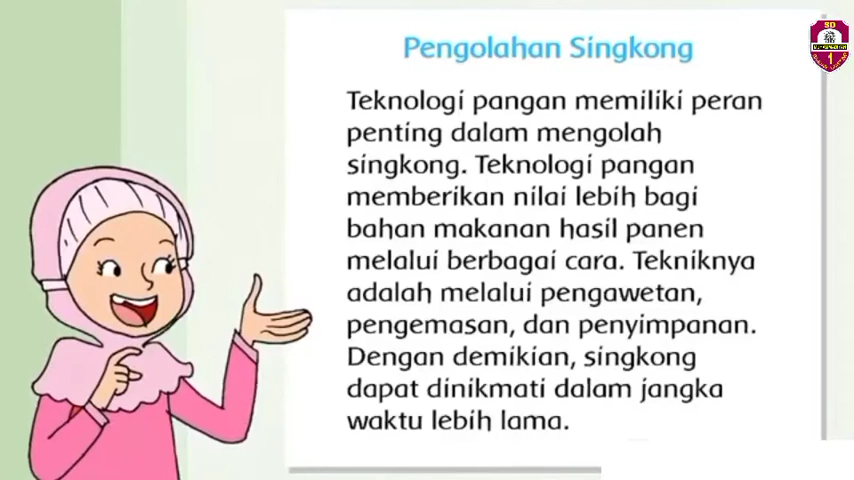 Pengolahan Singkong
Teknologi pangan memiliki peran
penting dalam mengolah
singkong. Teknologi pangan
memberikan nilai lebih bagi
bahan makanan hasil panen
melalui berbagai cara. Tekniknya
adalah melalui pengawetan,
pengemasan, dan penyimpanan.
Dengan demikian, singkong
dapat dinikmati dalam jangka
waktu lebih lama.
SD
1